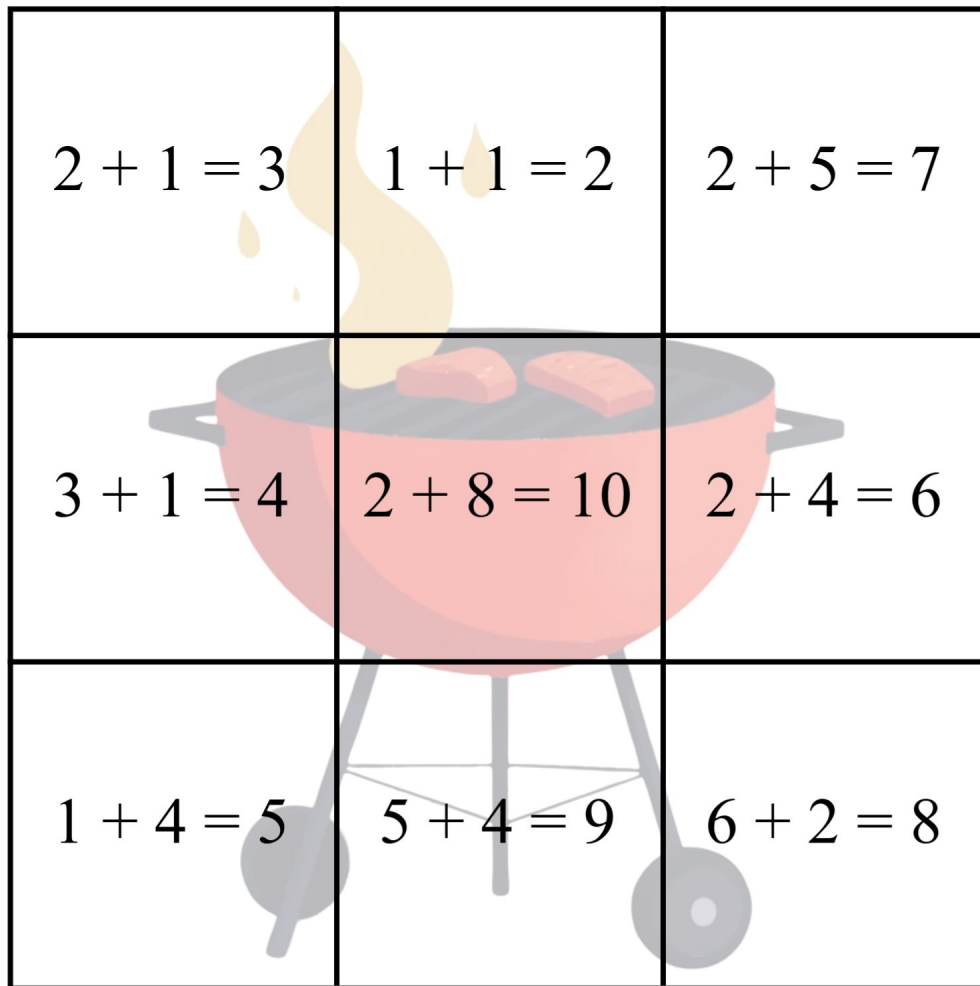 2 + 1 = 3 1 + 1 = 2 2 + 5 = 7
3 + 1 = 4 2 + 8 = 10 2 + 4 = 6
1 + 4 = 5 5 + 4 = 9 6 + 2 = 8